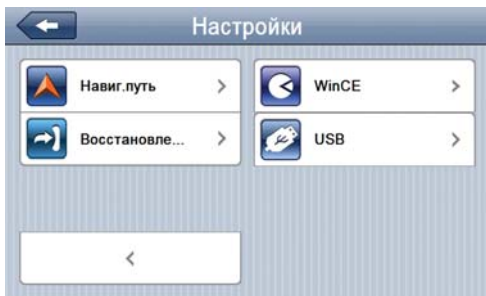 Настройки
Навиг.путь
WinCE
Восстановле...
USB